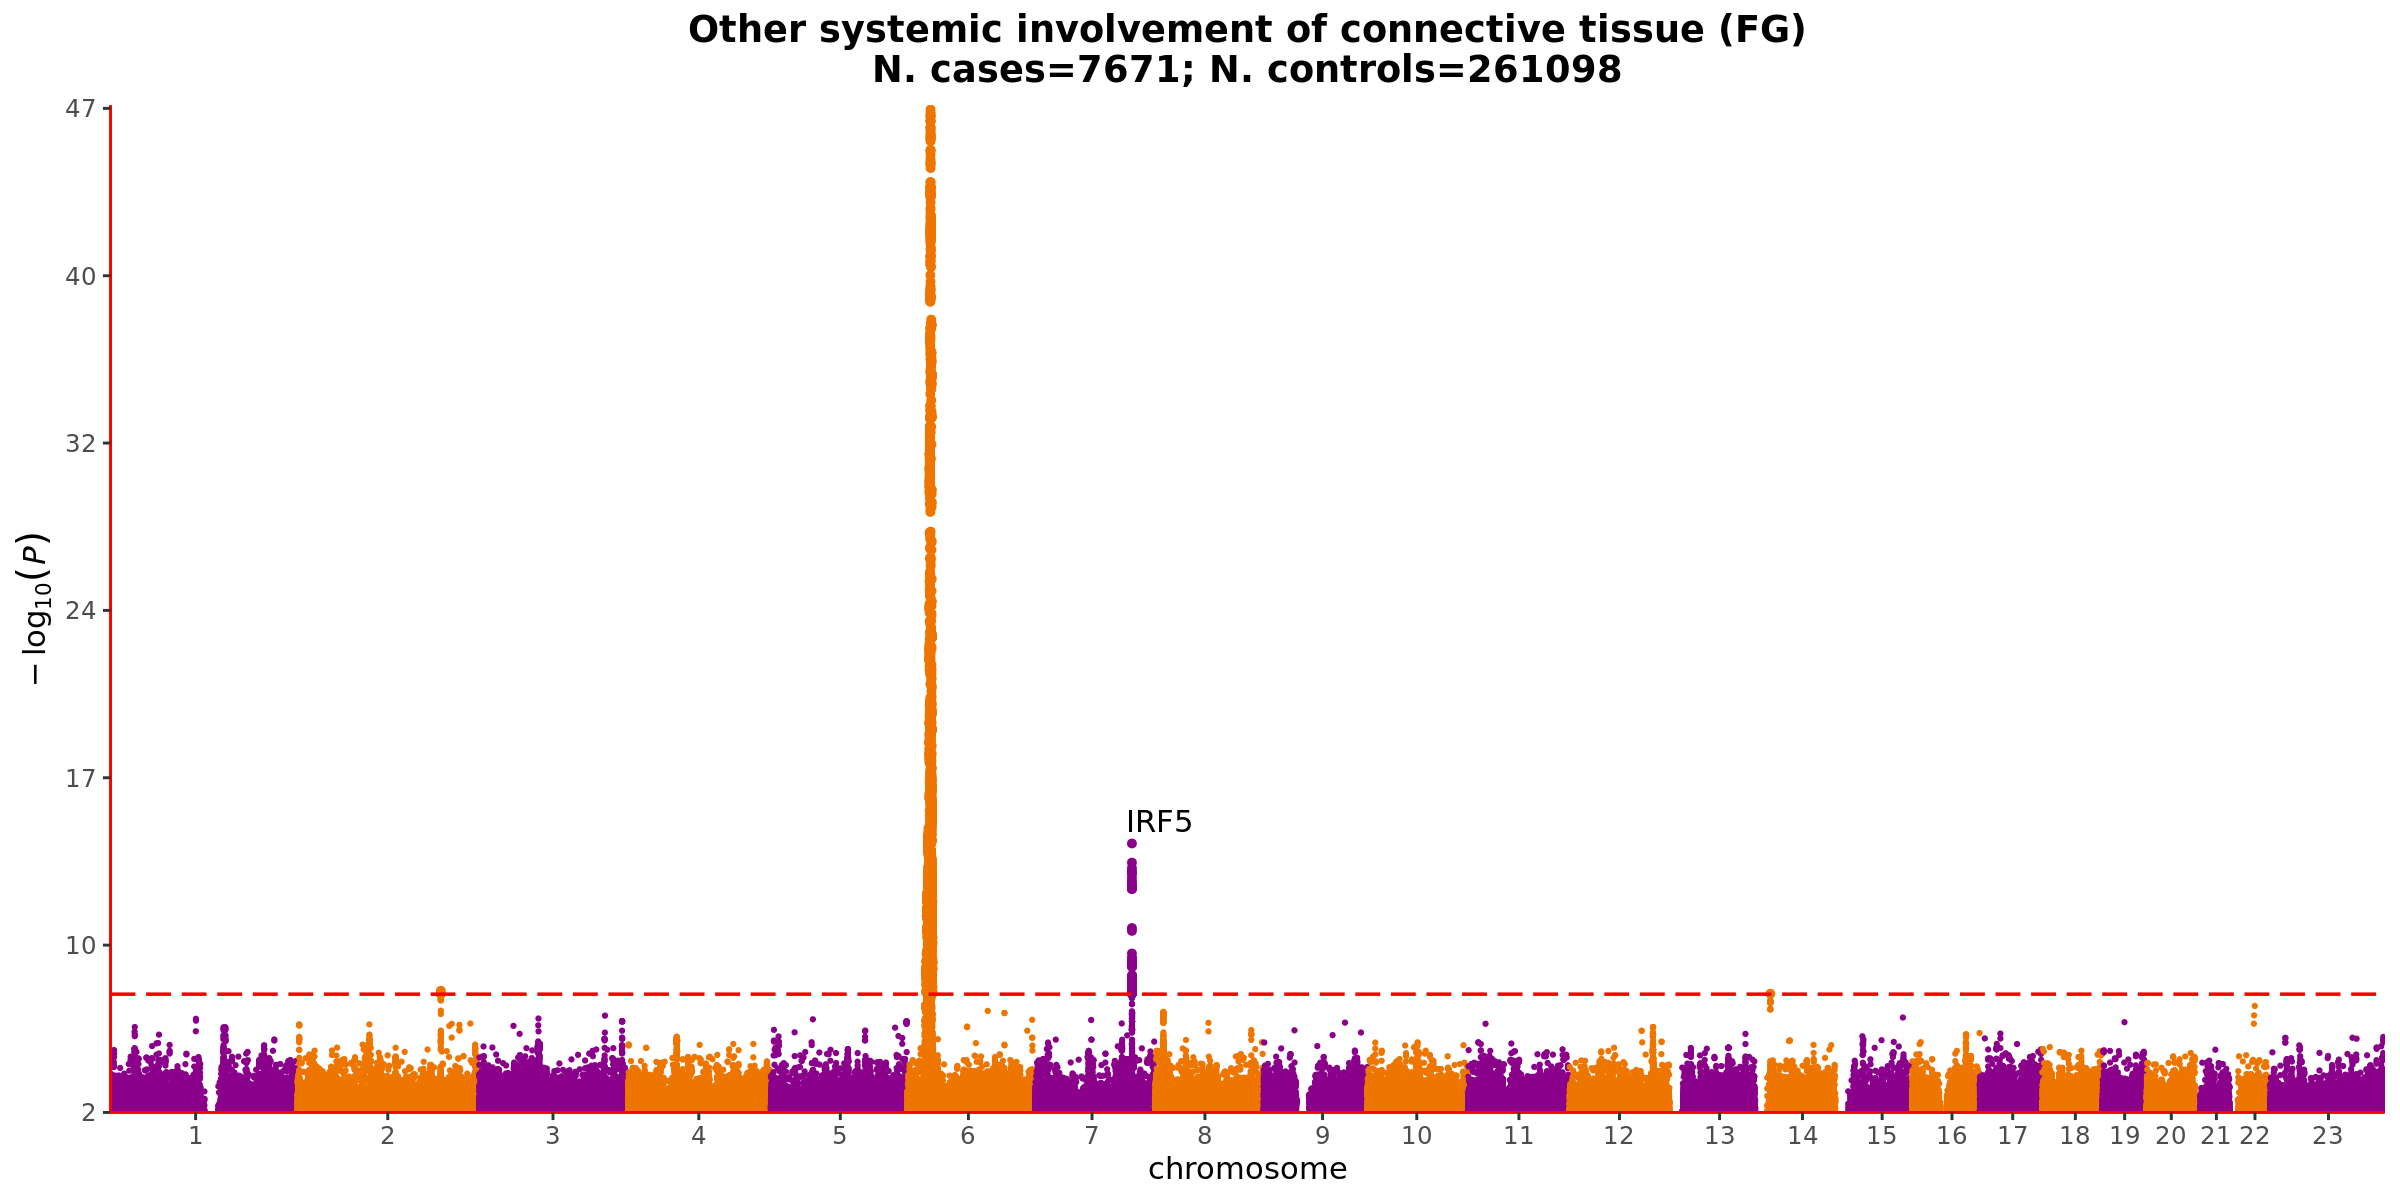 Other systemic involvement of connective tissue (FG)
N. cases=7671; N. controls=261098
− log10(P)
47
40
32
24
17
10
2
IRF5
1 2 3 4 5 6 7 8 9 10 11 12 13 14 15 16 17 18 19 20 21 22 23
chromosome